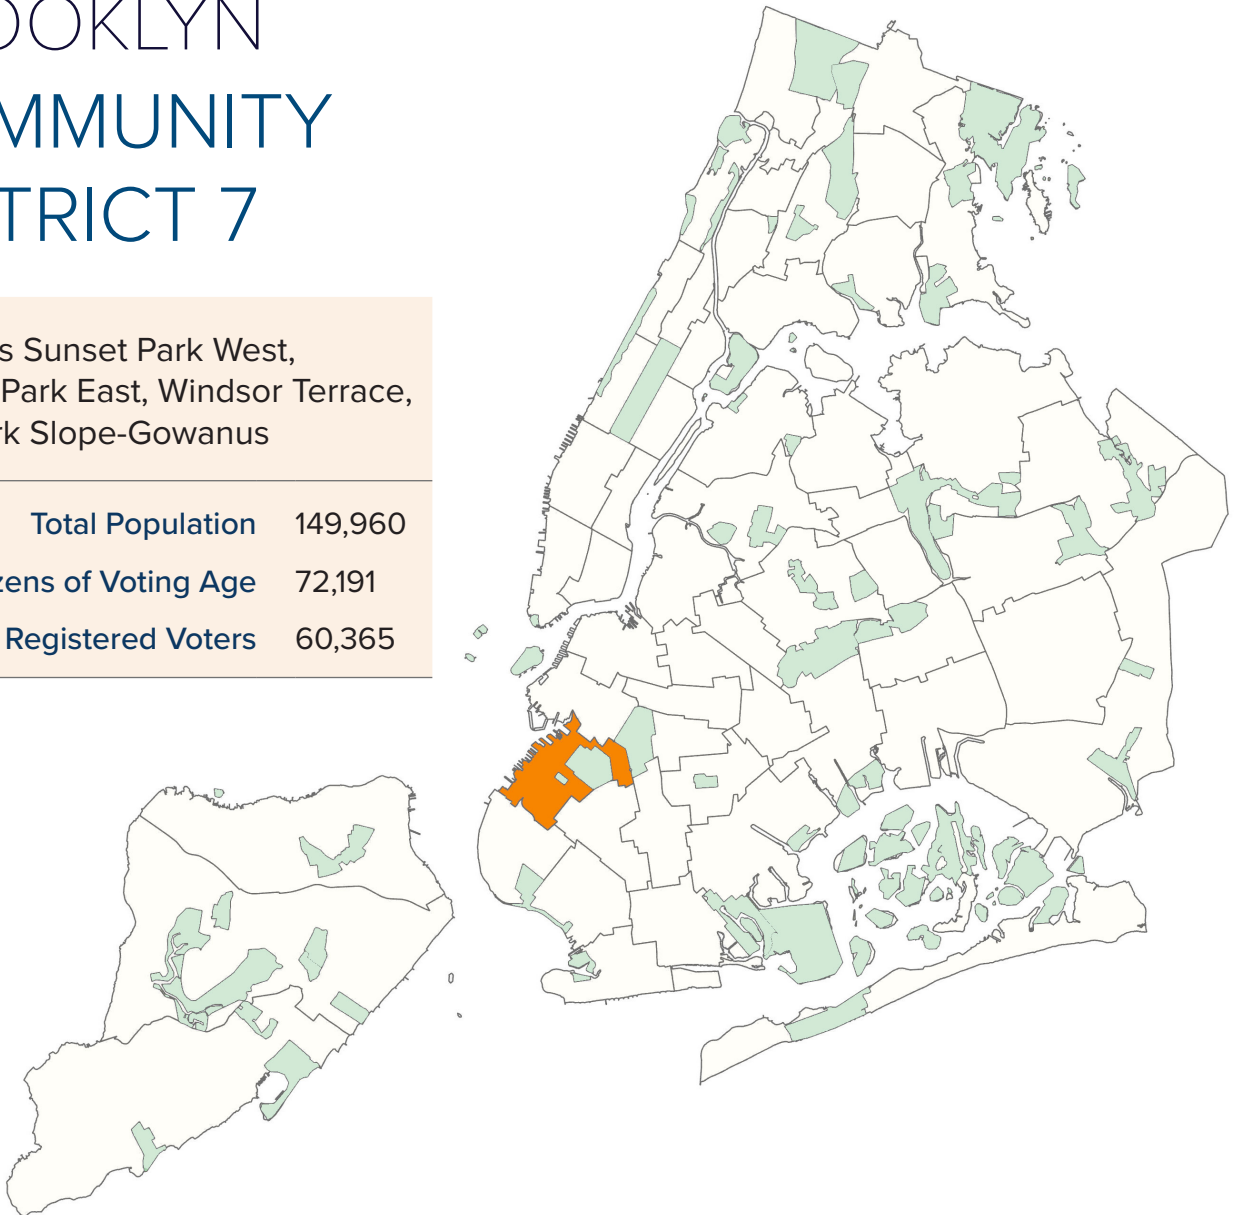 OOKLYN
MMUNITY
TRICT 7
s Sunset Park West,
Park East, Windsor Terrace,
rk Slope-Gowanus
Total Population 149,960
zens of Voting Age 72,191
Registered Voters 60,365